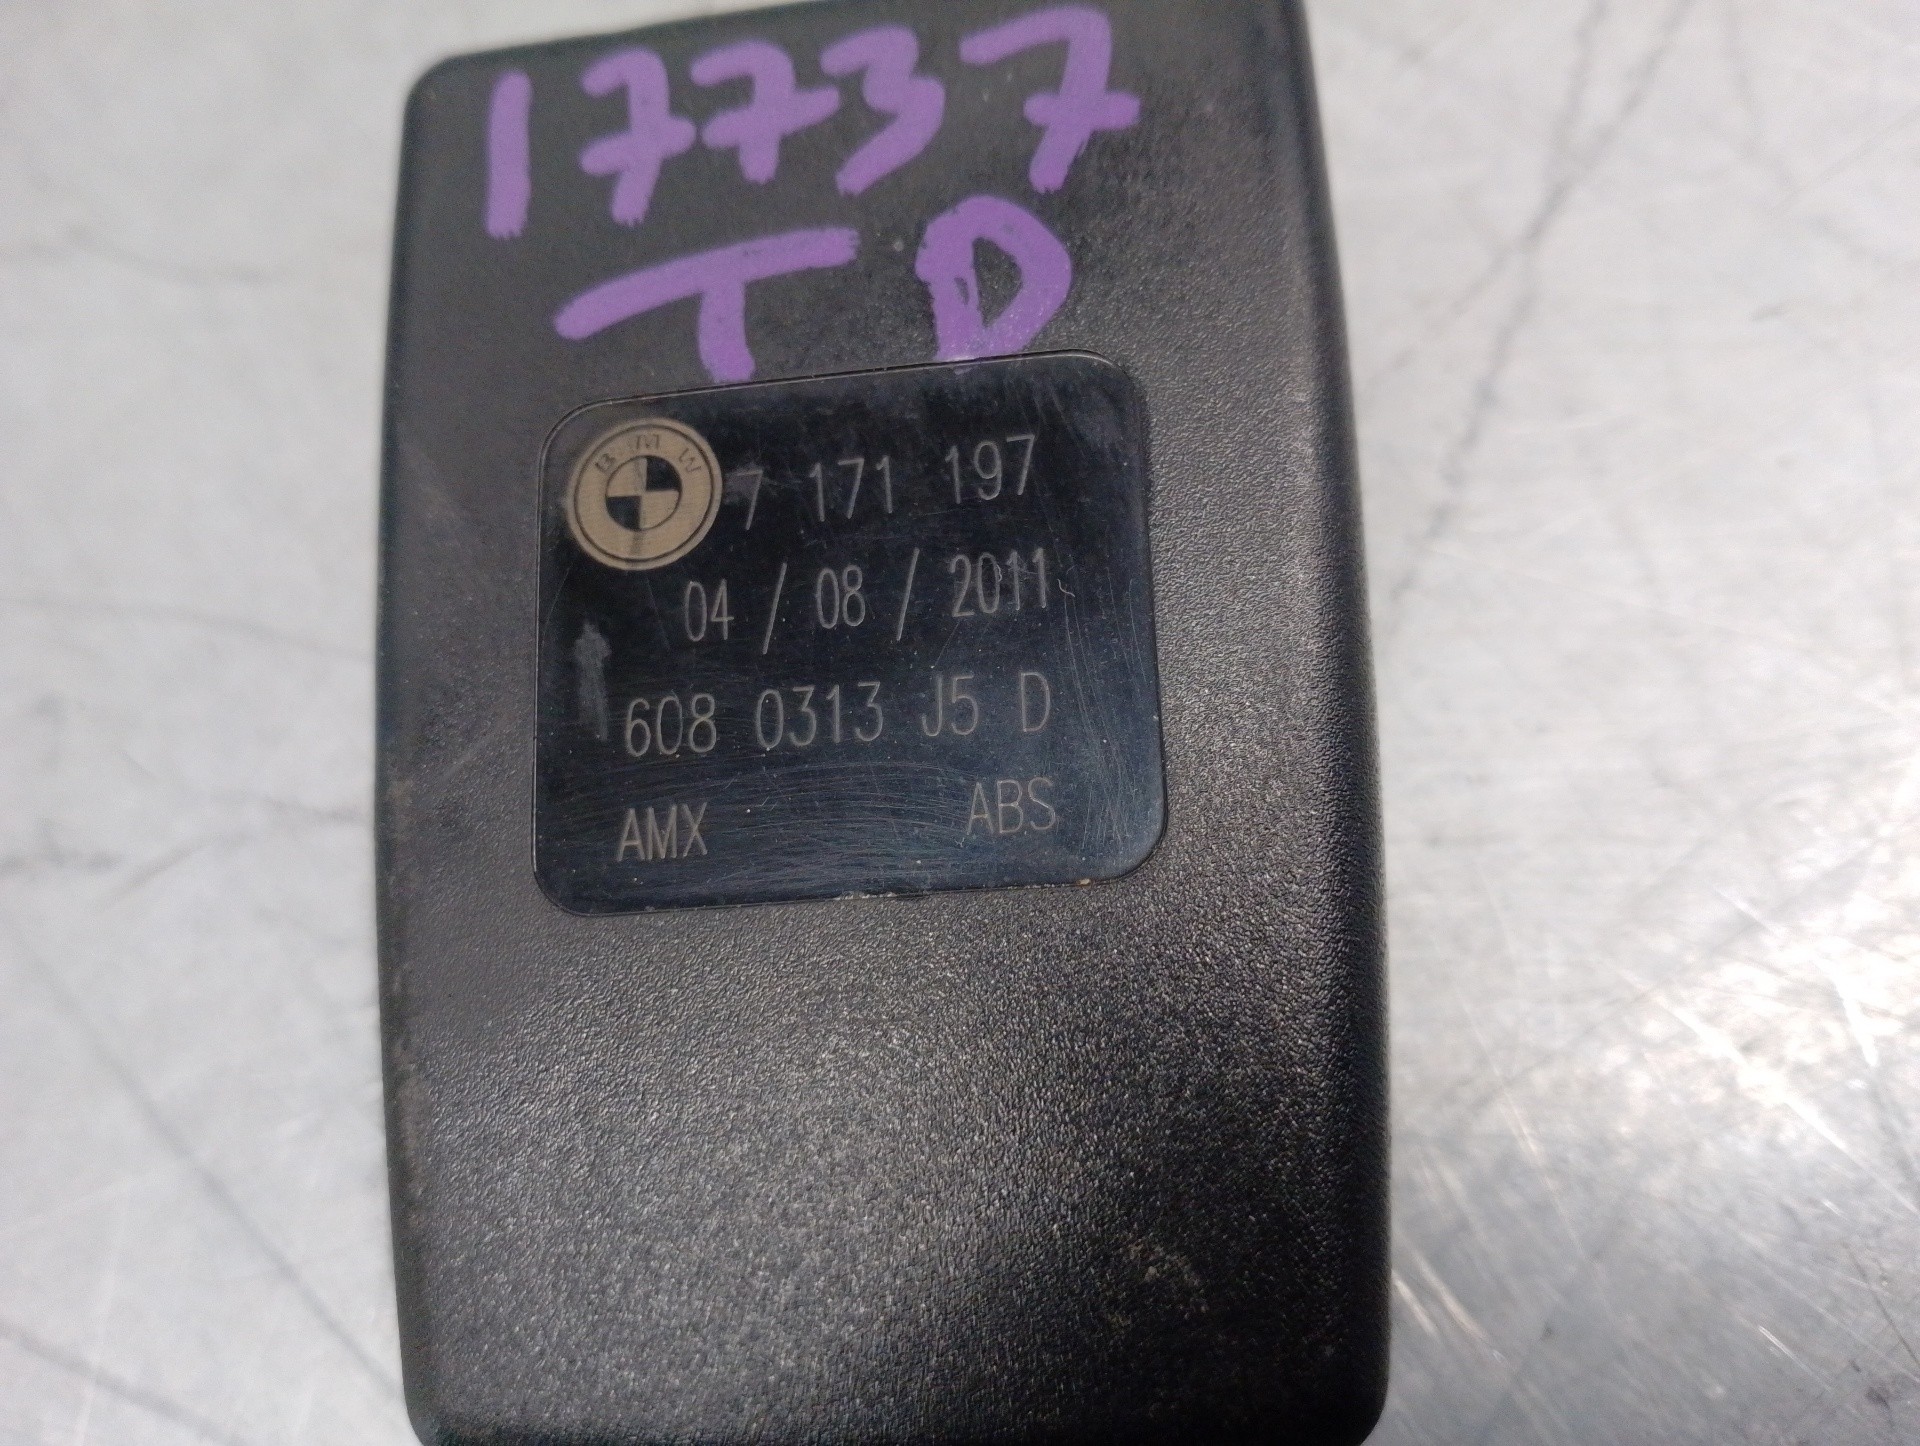 17737
TD
BMW 7 171 197
04 / 08 / 2011
608 0313 J5 D
AMX ABS